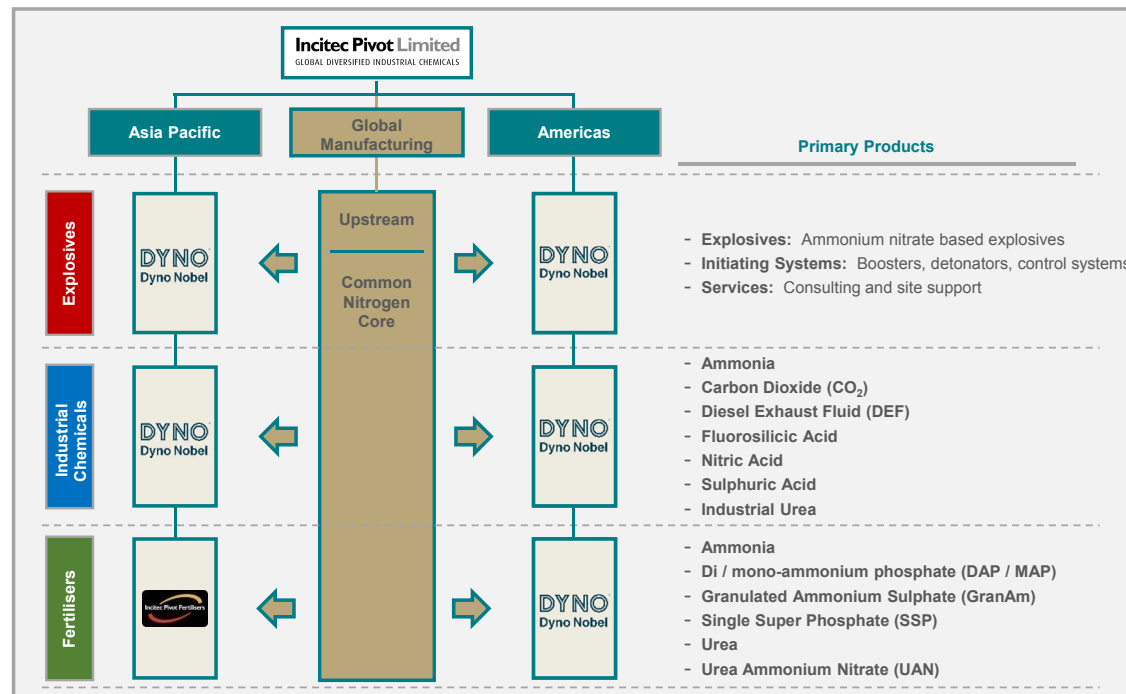 Incitec Pivot Limited
GLOBAL DIVERSIFIED INDUSTRIAL CHEMICALS
Asia Pacific
Global
Manufacturing
Americas
Primary Products
Explosives
DYNO
Dyno Nobel
Upstream
Common
Nitrogen
Core
DYNO
Dyno Nobel
- Explosives: Ammonium nitrate based explosives
- Initiating Systems: Boosters, detonators, control systems
- Services: Consulting and site support
Industrial
Chemicals
DYNO
Dyno Nobel
DYNO
Dyno Nobel
- Ammonia
- Carbon Dioxide (CO₂)
- Diesel Exhaust Fluid (DEF)
- Fluorosilicic Acid
- Nitric Acid
- Sulphuric Acid
- Industrial Urea
Fertilisers
Incitec Pivot Fertilisers
DYNO
Dyno Nobel
- Ammonia
- Di / mono-ammonium phosphate (DAP / MAP)
- Granulated Ammonium Sulphate (GranAm)
- Single Super Phosphate (SSP)
- Urea
- Urea Ammonium Nitrate (UAN)